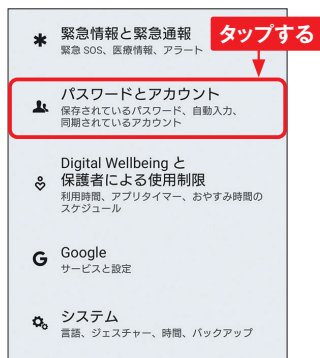 緊急情報と緊急通報
緊急 SOS、医療情報、アラート
タップする
パスワードとアカウント
保存されているパスワード、自動入力、
同期されているアカウント
Digital Wellbeing と
保護者による使用制限
利用時間、アプリタイマー、おやすみ時間の
スケジュール
Google
サービスと設定
システム
言語、ジェスチャー、時間、バックアップ